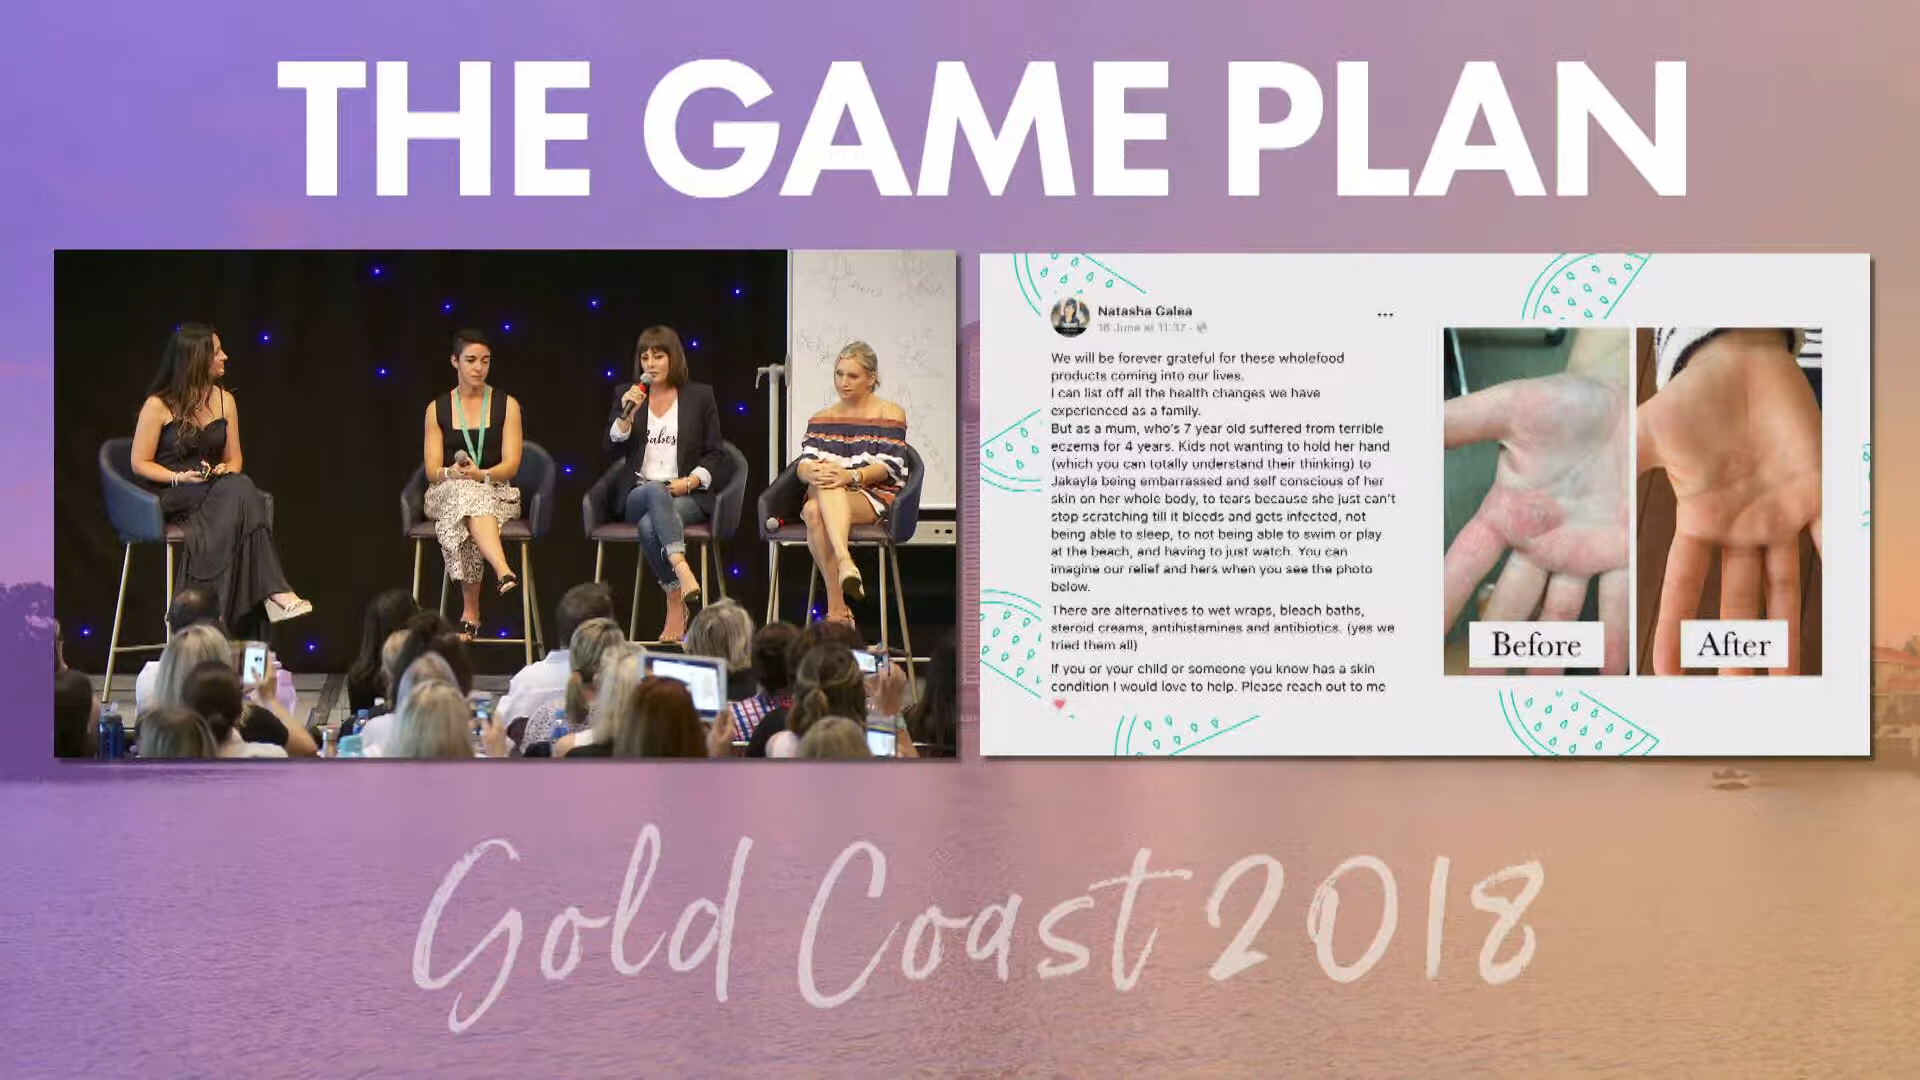 THE GAME PLAN
Babes
Natasha Galea
16 June at 11:37
We will be forever grateful for these wholefood
products coming into our lives.
I can list off all the health changes we have
experienced as a family.
But as a mum, who's 7 year old suffered from terrible
eczema for 4 years. Kids not wanting to hold her hand
(which you can totally understand their thinking) to
Jakayla being embarrassed and self conscious of her
skin on her whole body, to tears because she just can't
stop scratching till it bleeds and gets infected, not
being able to sleep, to not being able to swim or play
at the beach, and having to just watch. You can
imagine our relief and hers when you see the photo
below.
There are alternatives to wet wraps, bleach baths,
steroid creams, antihistamines and antibiotics. (yes we
tried them all)
If you or your child or someone you know has a skin
condition I would love to help. Please reach out to me
Before
After
Gold Coast 2018